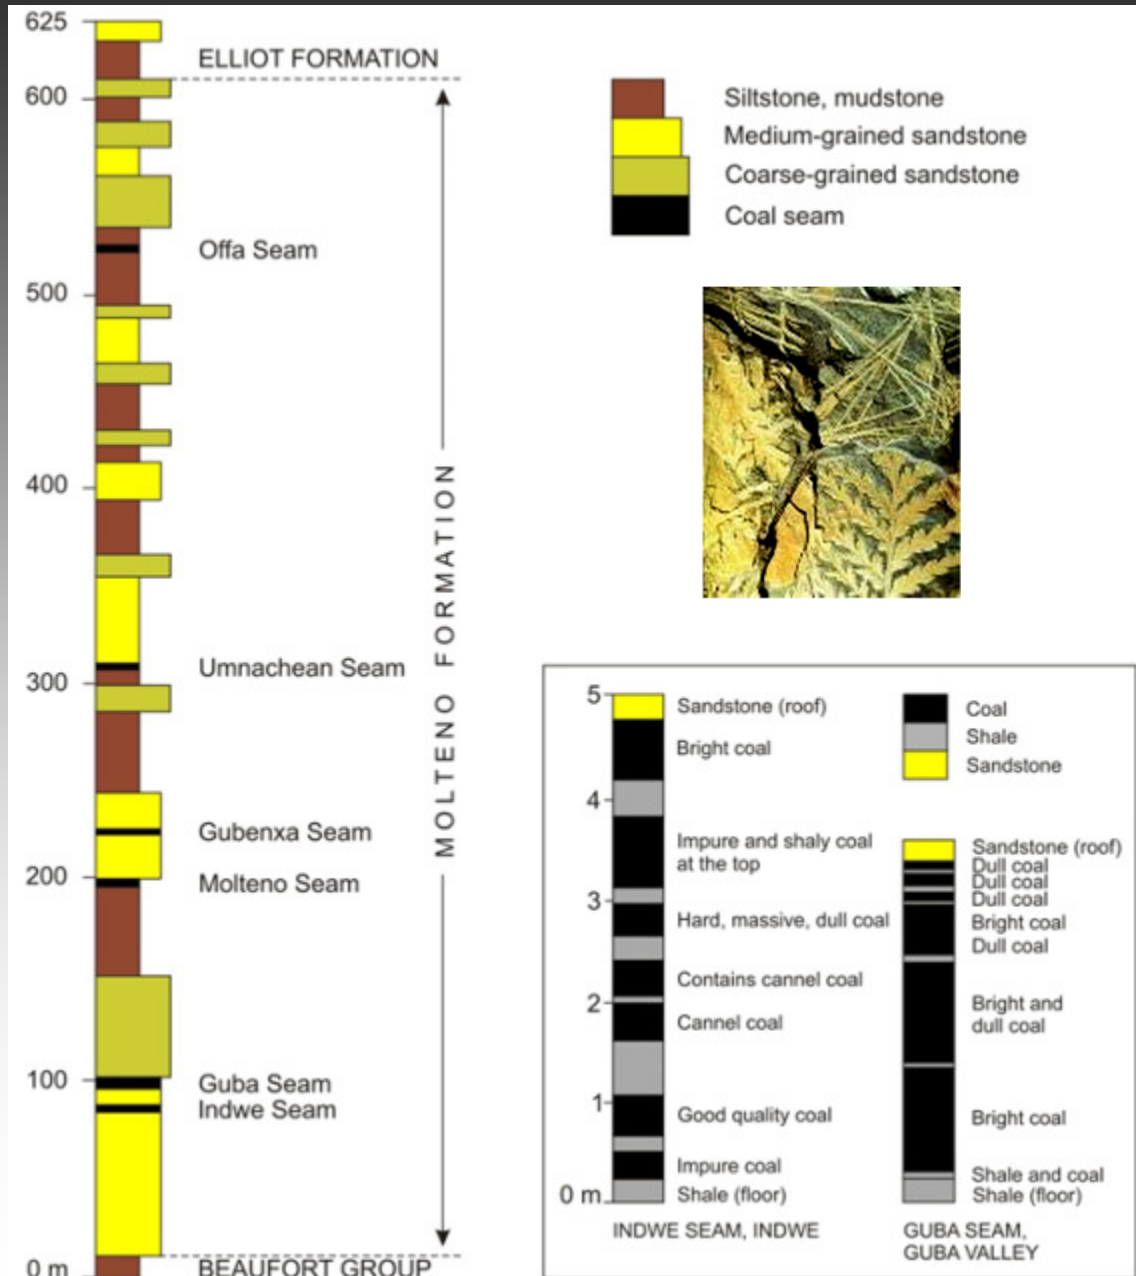 625
ELLIOT FORMATION
600
Offa Seam
500
400
Umnachean Seam
300
Gubenxa Seam
200
Molteno Seam
100
Guba Seam
Indwe Seam
0 m
BEAUFORT GROUP
MOLTENO FORMATION
Siltstone, mudstone
Medium-grained sandstone
Coarse-grained sandstone
Coal seam
5
Sandstone (roof)
Bright coal
4
Impure and shaly coal
at the top
3
Hard, massive, dull coal
Contains cannel coal
2
Cannel coal
1
Good quality coal
Impure coal
0 m
Shale (floor)
INDWE SEAM, INDWE
Coal
Shale
Sandstone
Sandstone (roof)
Dull coal
Dull coal
Dull coal
Bright coal
Dull coal
Bright and
dull coal
Bright coal
Shale and coal
Shale (floor)
GUBA SEAM,
GUBA VALLEY